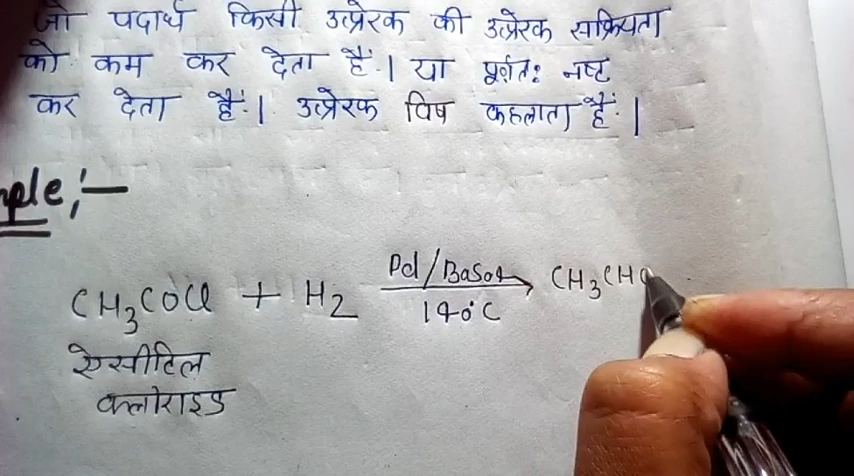 जो पदार्थ किसी उत्प्रेरक की उत्प्रेरक सक्रियता
को कम कर देता है। या पूर्णतः नष्ट
कर देता है। उत्प्रेरक विष कहलाता है।
mple;—
CH3COCl + H2 Pd/BaSO4 → CH3CHO
140°C
ऐसीटिल
क्लोराइड